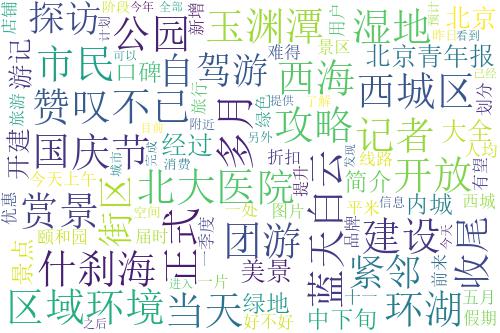 店铺 探访 阶段 今年 全部 新增 玉渊潭 湿地 用户 北京
计划 公园 难得 景区 昨日 看到 预计
旅游 游记 市民 可以 口碑 自驾游 西海 北京青年报 已经
旅行 绿色 西城区 划分
开建 赞叹不已 多月 提供 攻略 记者 大全
国庆节 经过 目前 附近 了解 人均
城市 另外 折扣 线路 发现
今天上午 完成 消费 北大医院 提升 简介 开放 有望
优惠 赏景 街区 空间 一处 图片 蓝天白云 平米 信息 内城 西城
颐和园 届时 正式 一季度 团游 品牌 建设 前来 今天 收尾
景点 什刹海 美景 紧邻
区域环境 进入 一片 十一 五月
之后 当天 绿地 好不好 中下旬 环湖 假期